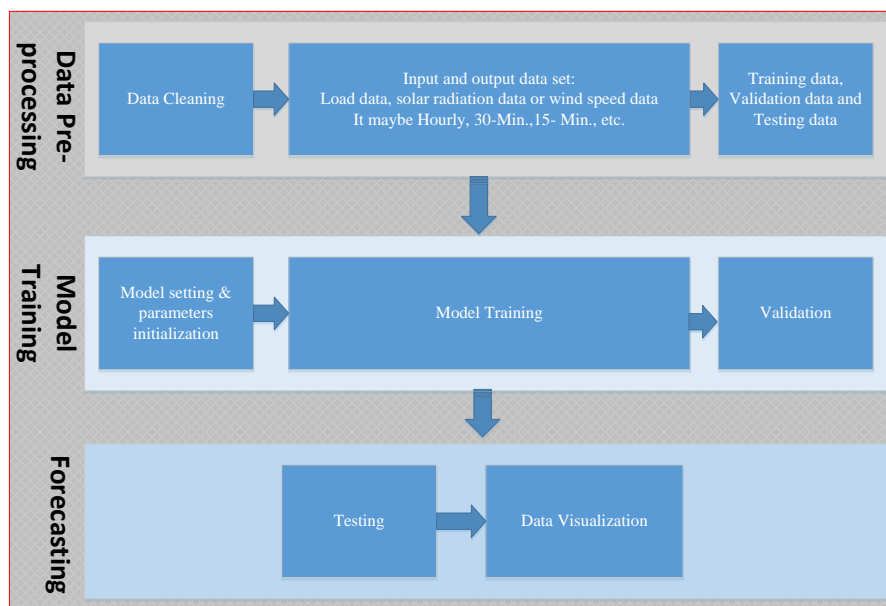 Data Pre-
processing
Data Cleaning
Input and output data set:
Load data, solar radiation data or wind speed data
It maybe Hourly, 30-Min.,15- Min., etc.
Training data,
Validation data and
Testing data
Model
Training
Model setting &
parameters
initialization
Model Training
Validation
Forecasting
Testing
Data Visualization